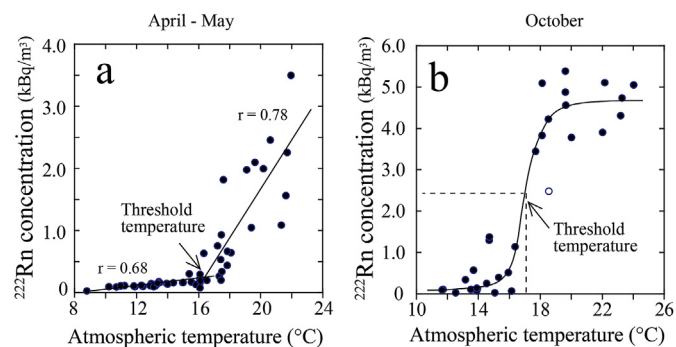 April - May
October
a
b
r = 0.78
r = 0.68
Threshold
temperature
Threshold
temperature
4.0
3.0
2.0
1.0
0
8
12
16
20
24
6.0
5.0
4.0
3.0
2.0
1.0
0
10
14
18
22
26
²²²Rn concentration (kBq/m³)
²²²Rn concentration (kBq/m³)
Atmospheric temperature (°C)
Atmospheric temperature (°C)